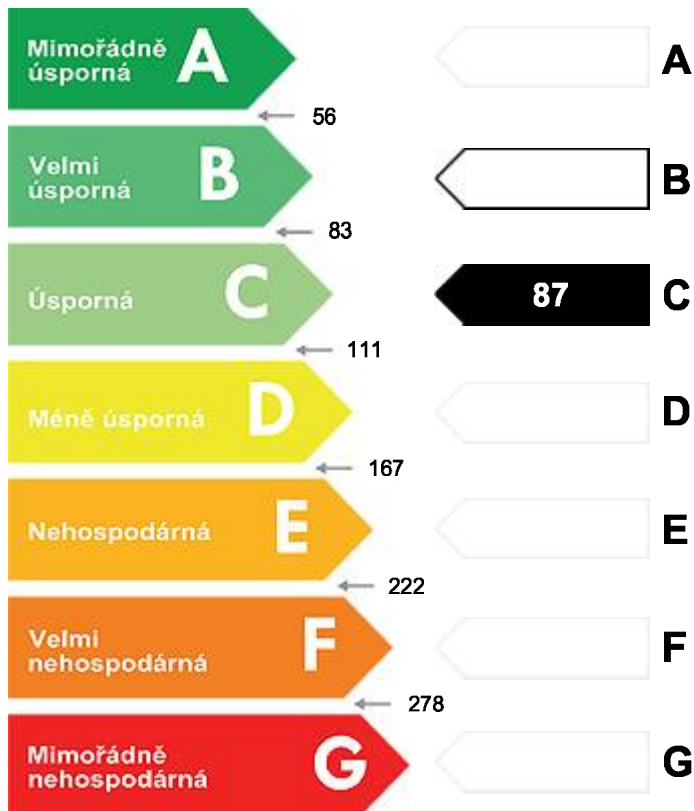 Mimořádně
úsporná
A
A
56
Velmi
úsporná
B
B
83
Úsporná
C
87
C
111
Méně úsporná
D
D
167
Nehospodárná
E
E
222
Velmi
nehospodárná
F
F
278
Mimořádně
nehospodárná
G
G